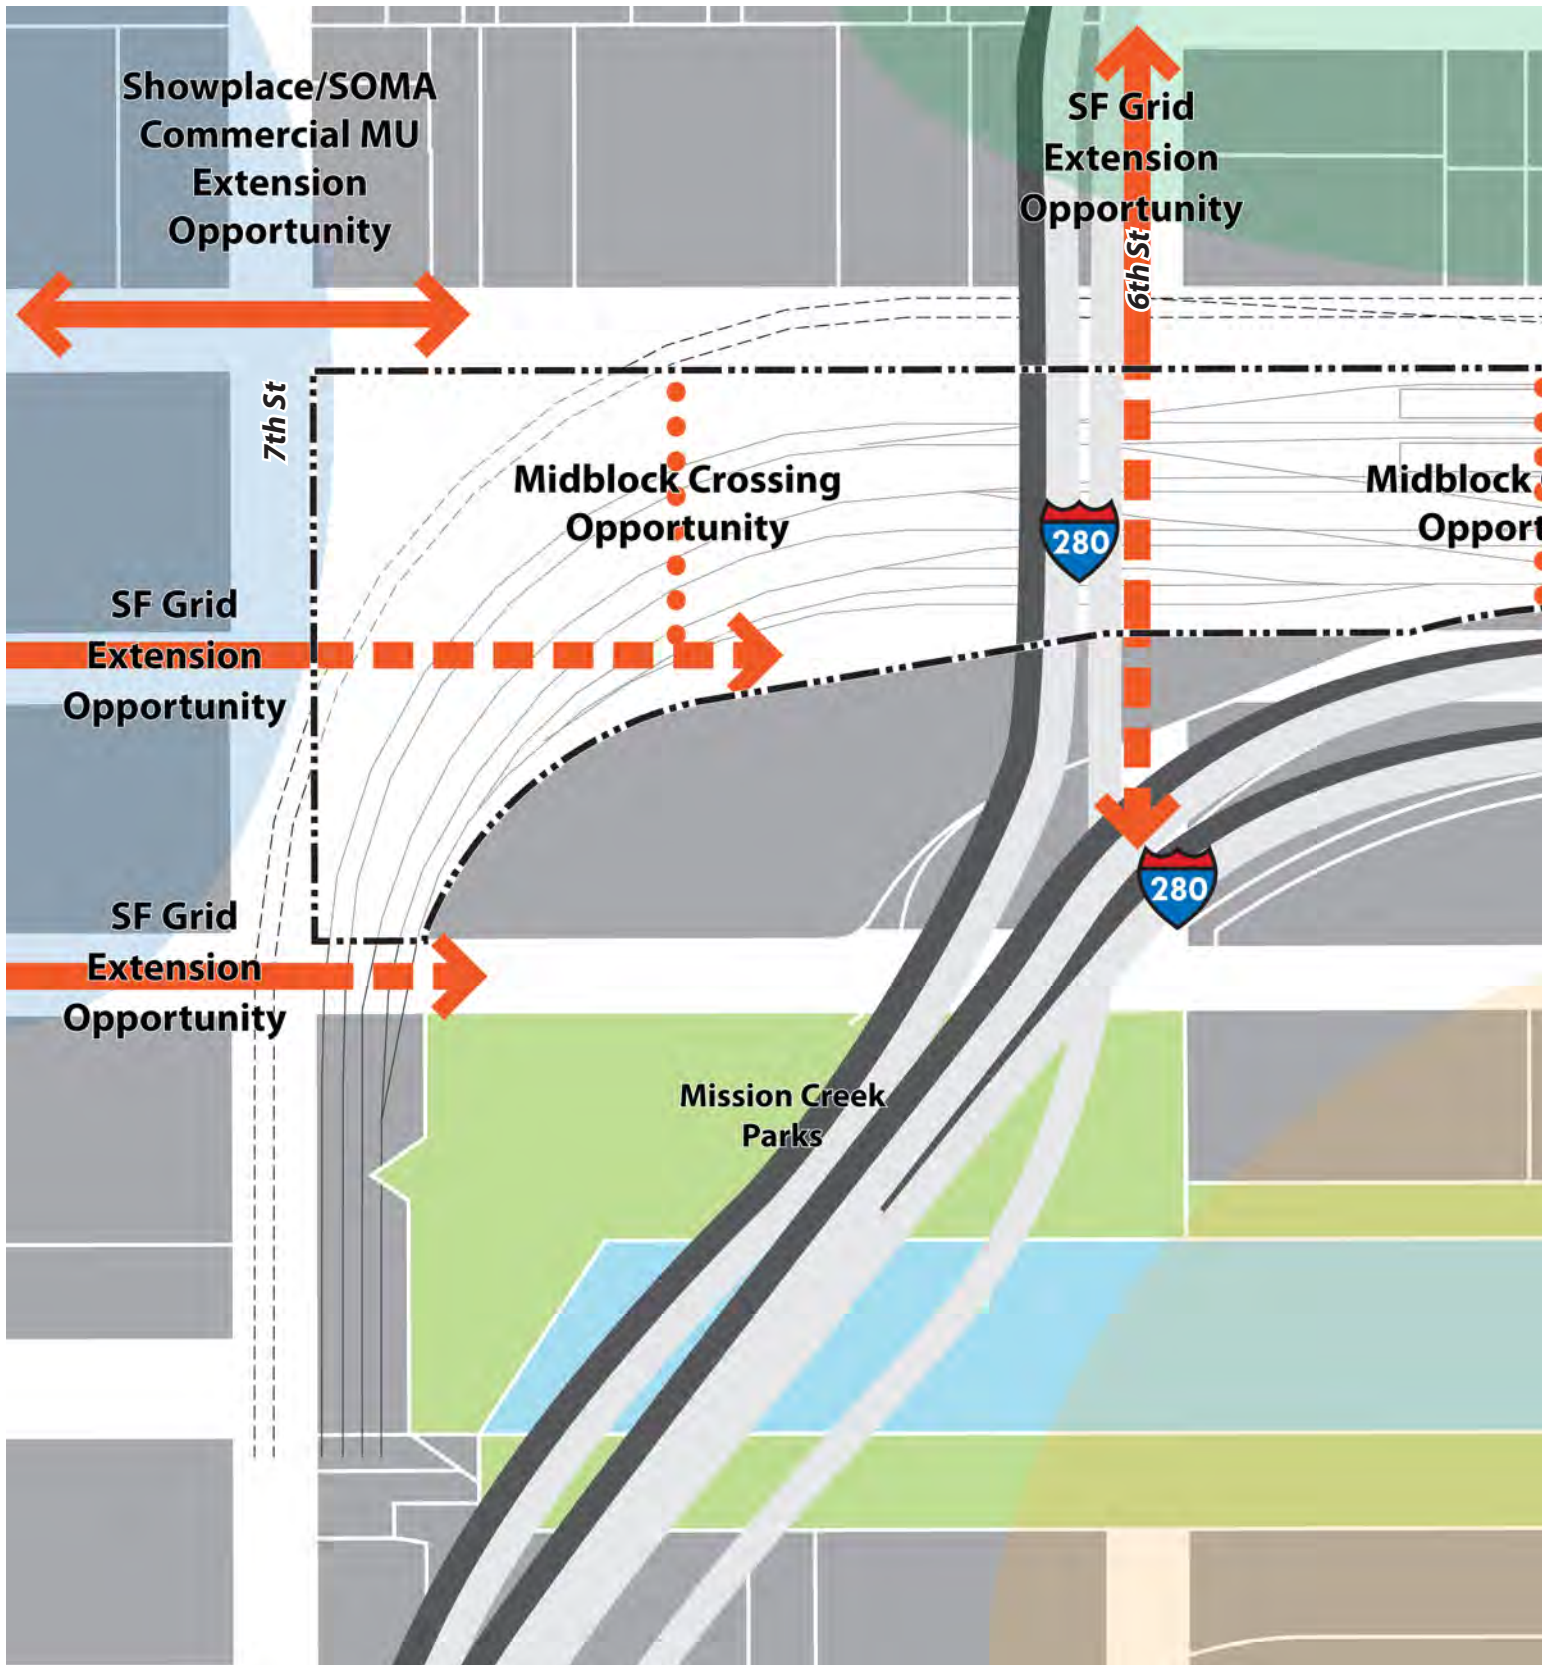 Showplace/SOMA
Commercial MU
Extension
Opportunity
SF Grid
Extension
Opportunity
6th St
7th St
Midblock Crossing
Opportunity
280
Midblock
Opport
SF Grid
Extension
Opportunity
280
SF Grid
Extension
Opportunity
Mission Creek
Parks